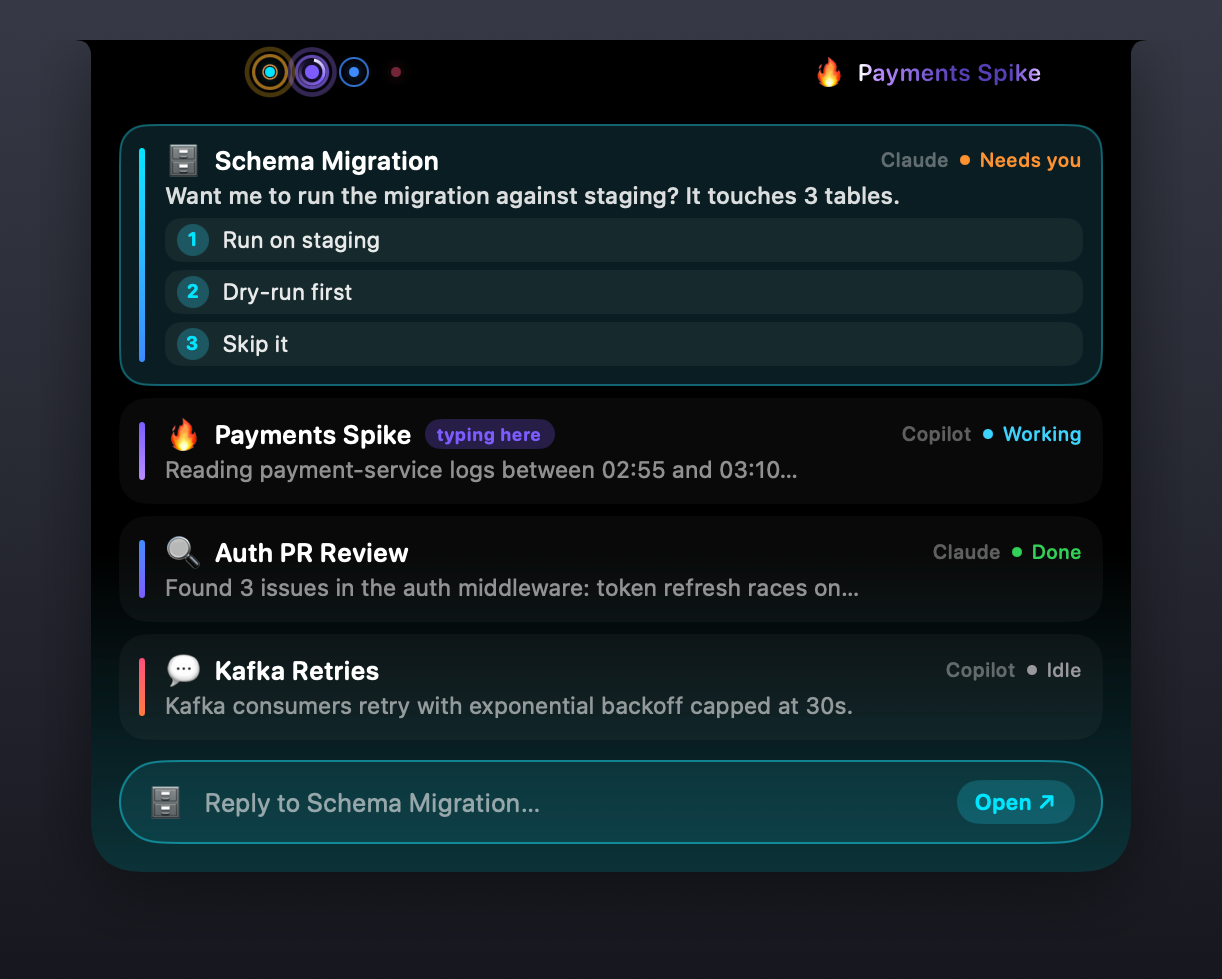 🔥 Payments Spike
🗄️ Schema Migration Claude ● Needs you
Want me to run the migration against staging? It touches 3 tables.
1 Run on staging
2 Dry-run first
3 Skip it
🔥 Payments Spike typing here Copilot ● Working
Reading payment-service logs between 02:55 and 03:10...
🔍 Auth PR Review Claude ● Done
Found 3 issues in the auth middleware: token refresh races on...
💬 Kafka Retries Copilot ● Idle
Kafka consumers retry with exponential backoff capped at 30s.
🗄️ Reply to Schema Migration... Open ↗